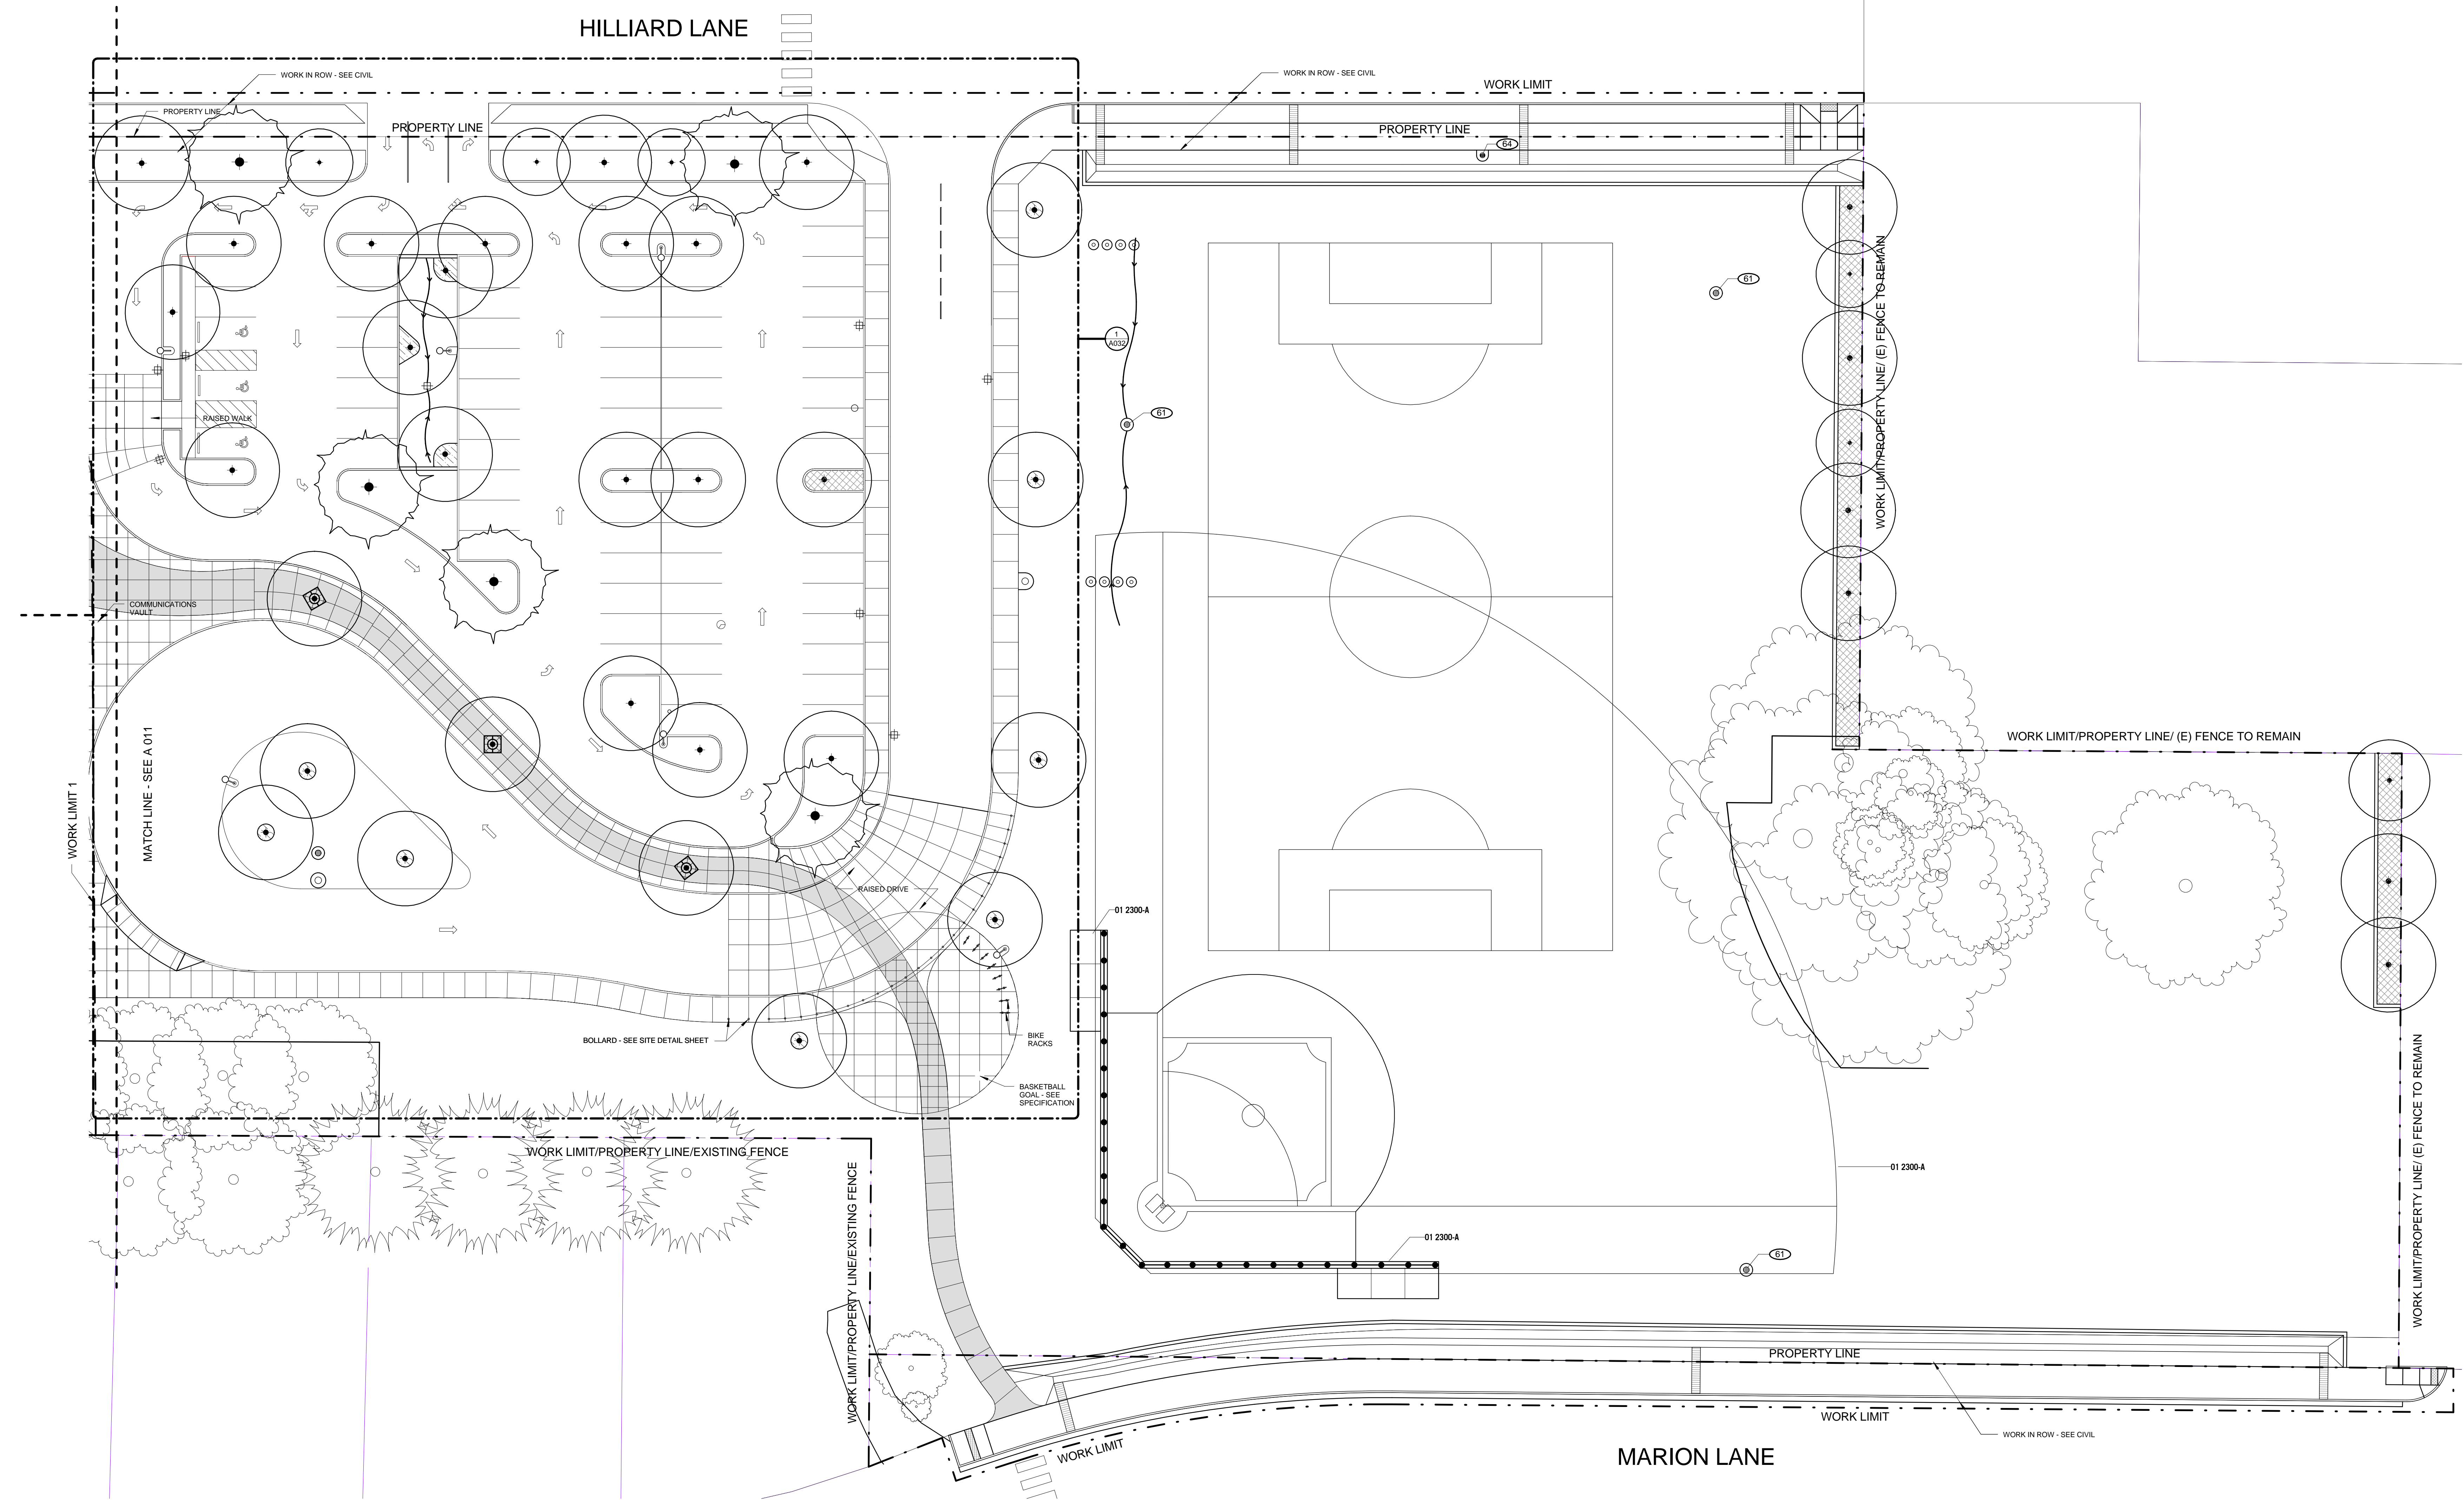 HILLIARD LANE
WORK IN ROW - SEE CIVIL
WORK IN ROW - SEE CIVIL
WORK LIMIT
PROPERTY LINE
PROPERTY LINE
PROPERTY LINE
64
61
1
A032
61
WORK LIMIT/PROPERTY LINE/ (E) FENCE TO REMAIN
RAISED WALK
COMMUNICATIONS
VAULT
WORK LIMIT/PROPERTY LINE/ (E) FENCE TO REMAIN
MATCH LINE - SEE A 011
WORK LIMIT 1
RAISED DRIVE
01 2300-A
BOLLARD - SEE SITE DETAIL SHEET
BIKE
RACKS
BASKETBALL
GOAL - SEE
SPECIFICATION
WORK LIMIT/PROPERTY LINE/EXISTING FENCE
WORK LIMIT/PROPERTY LINE/EXISTING FENCE
01 2300-A
01 2300-A
61
WORK LIMIT/PROPERTY LINE/ (E) FENCE TO REMAIN
PROPERTY LINE
WORK LIMIT
WORK IN ROW - SEE CIVIL
WORK LIMIT
MARION LANE